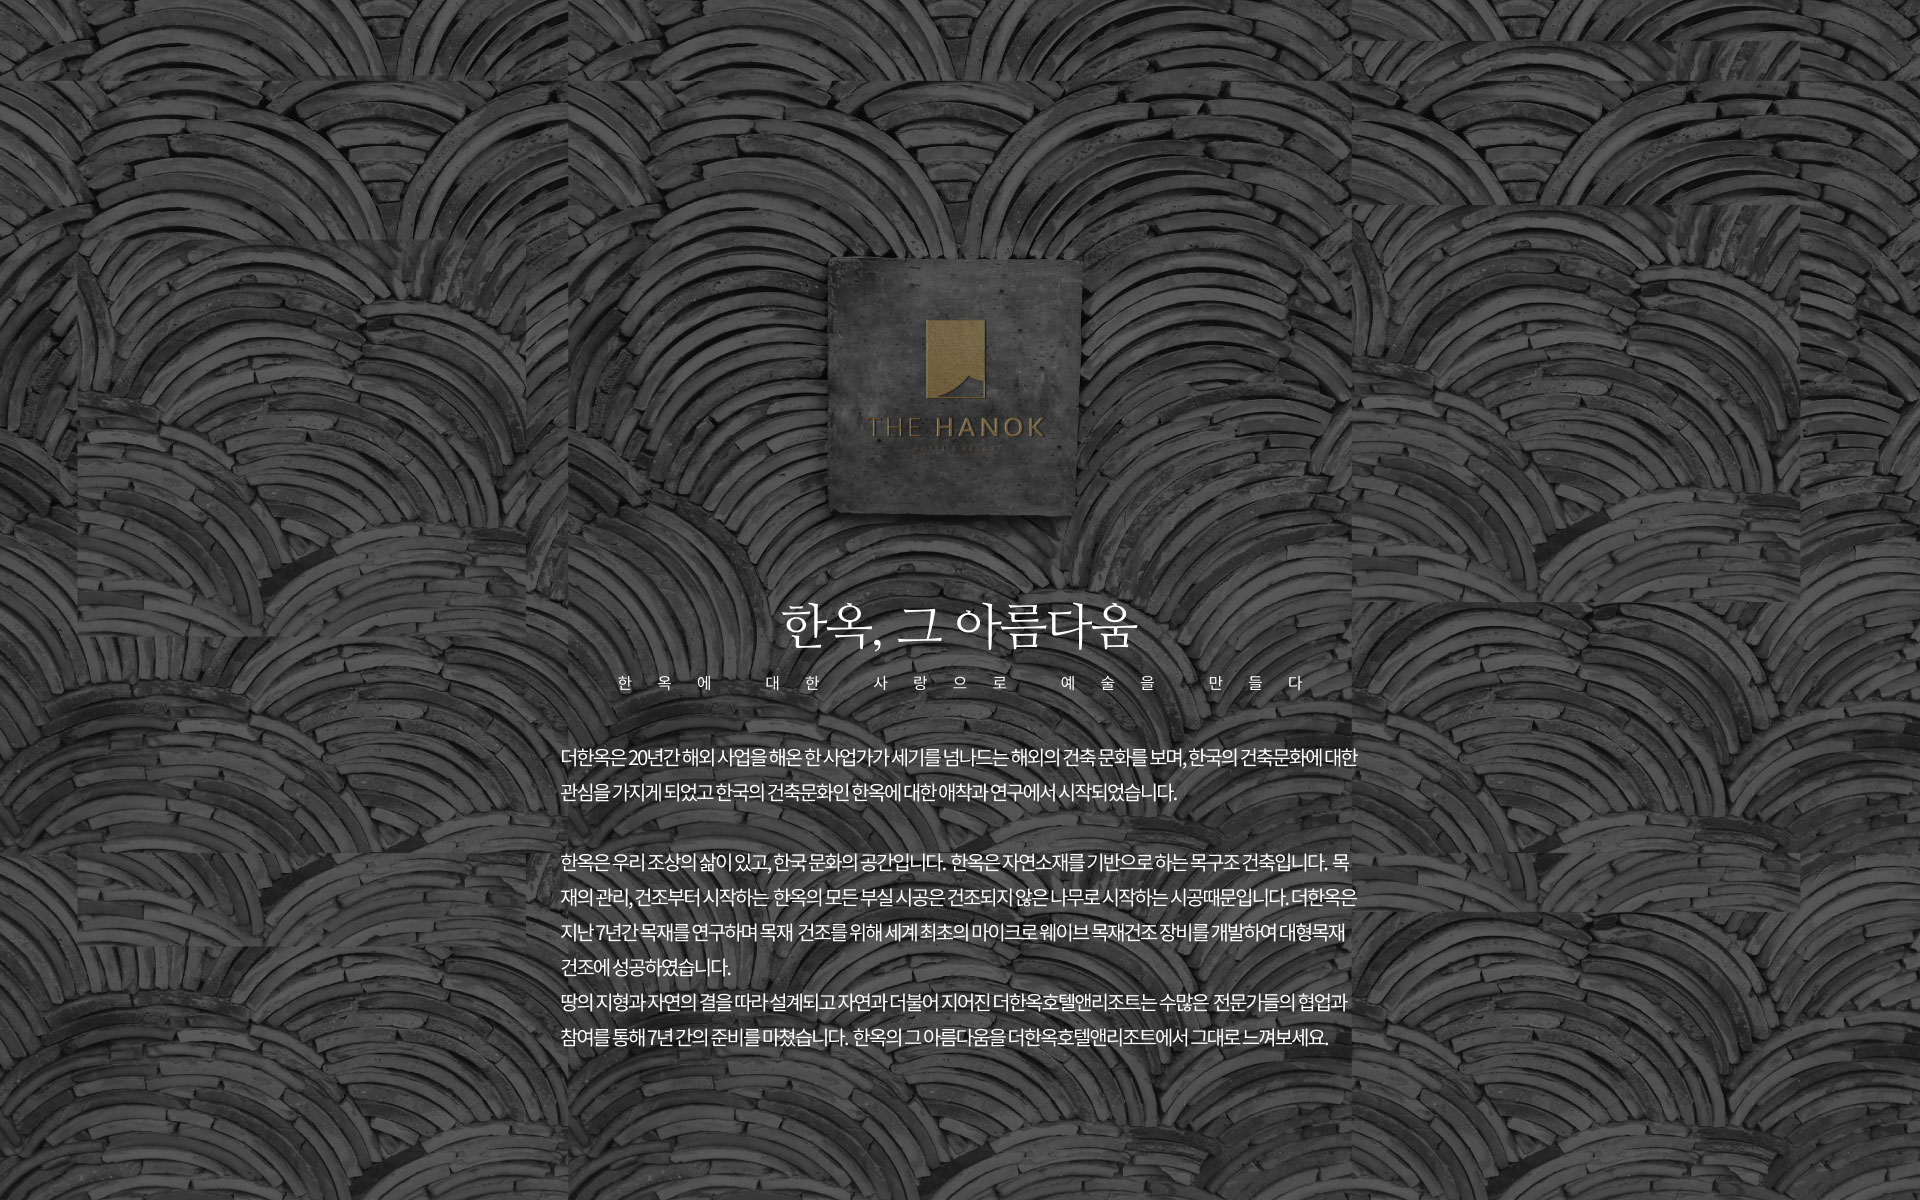 THE HANOK
한옥, 그 아름다움
한옥에 대한 사랑으로 예술을 만들다
더한옥은 20년간 해외 사업을 해온 한 사업가가 세기를 넘나드는 해외의 건축 문화를 보며, 한국의 건축문화에 대한
관심을 가지게 되었고 한국의 건축문화인 한옥에 대한 애착과 연구에서 시작되었습니다.
한옥은 우리 조상의 삶이 있고, 한국 문화의 공간입니다. 한옥은 자연소재를 기반으로 하는 목구조 건축입니다. 목
재의 관리, 건조부터 시작하는 한옥의 모든 부실 시공은 건조되지 않은 나무로 시작하는 시공때문입니다. 더한옥은
지난 7년간 목재를 연구하며 목재 건조를 위해 세계 최초의 마이크로 웨이브 목재건조 장비를 개발하여 대형목재
건조에 성공하였습니다.
땅의 지형과 자연의 결을 따라 설계되고 자연과 더불어 지어진 더한옥호텔앤리조트는 수많은 전문가들의 협업과
참여를 통해 7년 간의 준비를 마쳤습니다. 한옥의 그 아름다움을 더한옥호텔앤리조트에서 그대로 느껴보세요.